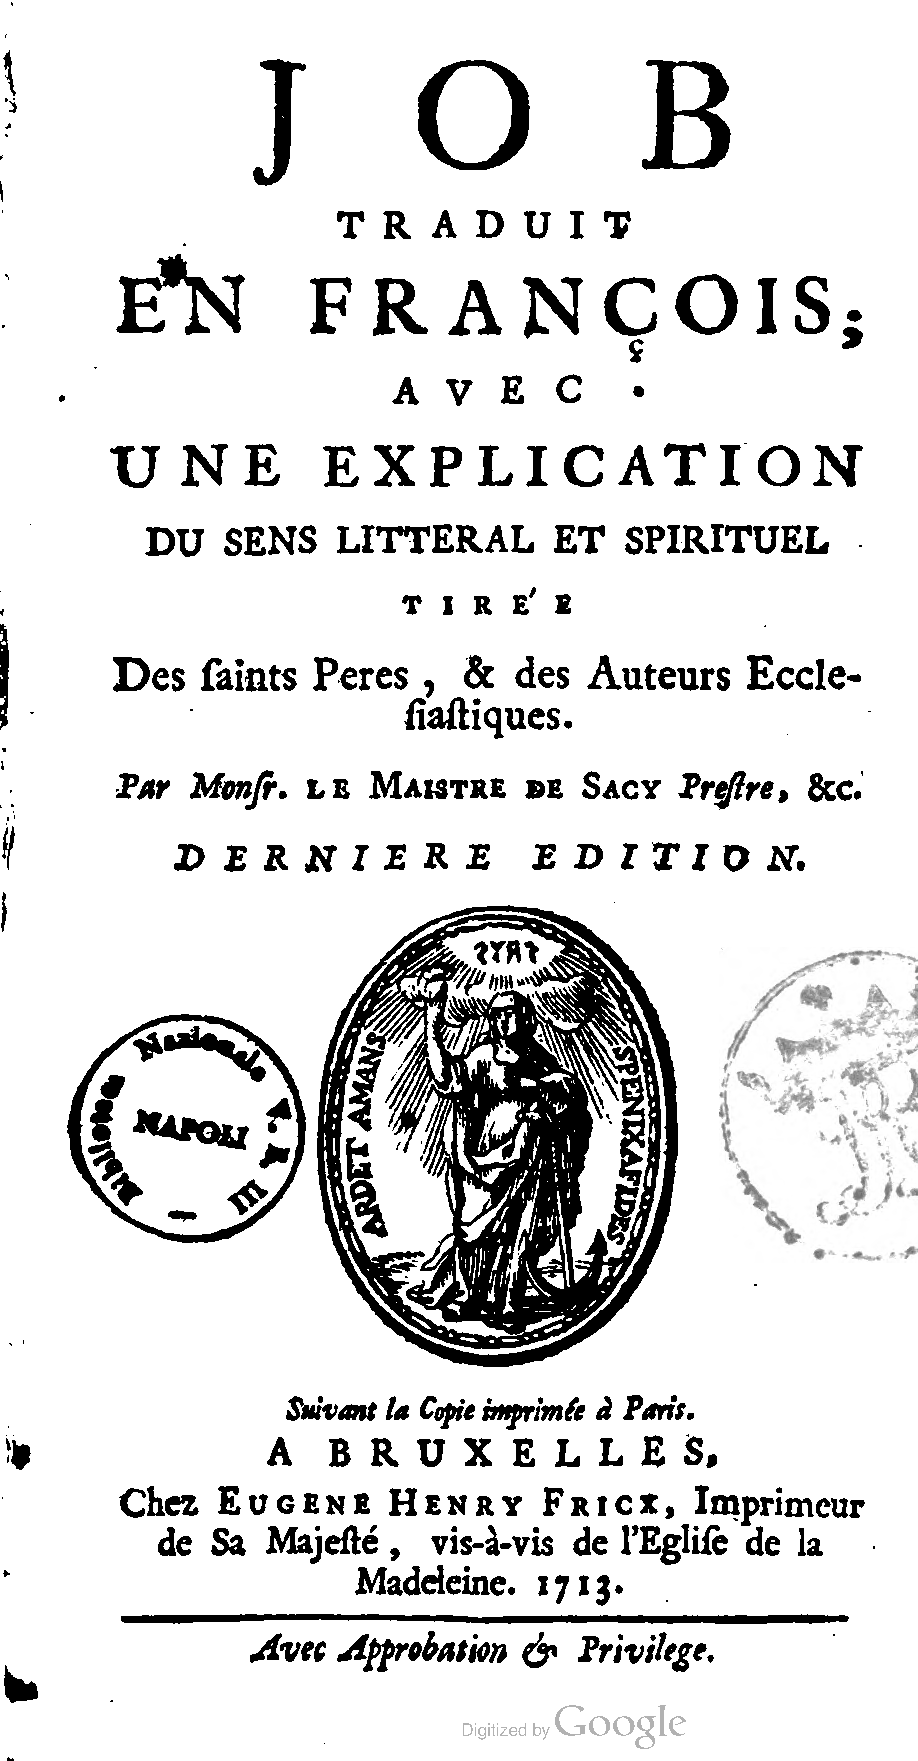 JOB
TRADUIT
EN FRANÇOIS;
AVEC
UNE EXPLICATION
DU SENS LITTERAL ET SPIRITUEL
TIRÉE
Des ſaints Peres, & des Auteurs Eccle-
ſiaſtiques.
Par Monſr. LE MAISTRE DE SACY Preſtre, &c.
DERNIERE EDITION.
ARDET AMANS
SPE NIXA FIDES
Biblioteca Nazionale V. E. III
NAPOLI
Suivant la Copie imprimée à Paris.
A BRUXELLES,
Chez EUGENE HENRY FRICX, Imprimeur
de Sa Majeſté, vis-à-vis de l'Egliſe de la
Madeleine. 1713.
Avec Approbation & Privilege.
Digitized by Google